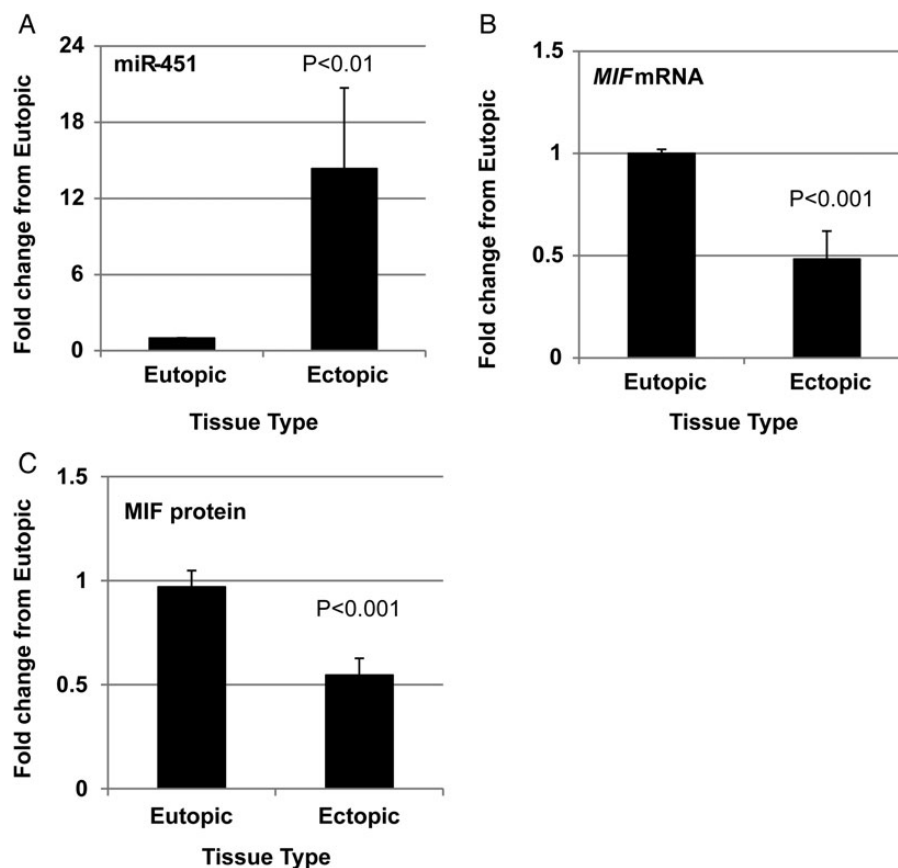 A
miR-451
P<0.01
24
18
12
6
0
Fold change from Eutopic
Eutopic
Ectopic
Tissue Type
B
MIF mRNA
P<0.001
1.5
1
0.5
0
Fold change from Eutopic
Eutopic
Ectopic
Tissue Type
C
MIF protein
P<0.001
1.5
1
0.5
0
Fold change from Eutopic
Eutopic
Ectopic
Tissue Type